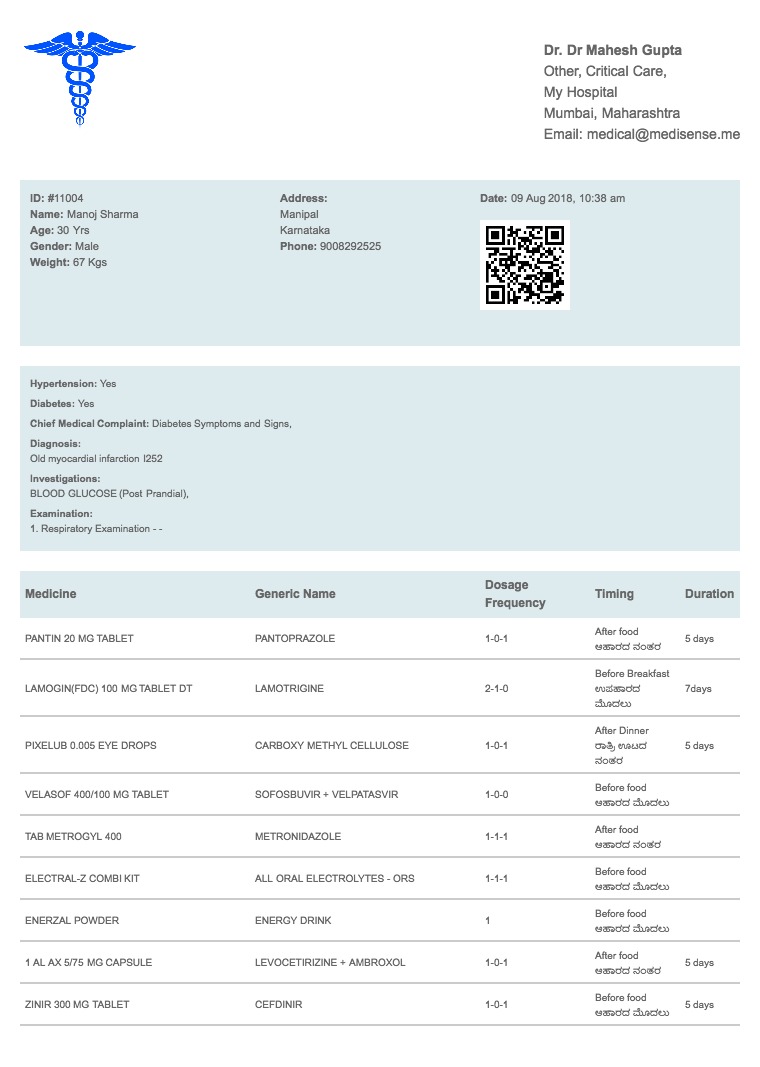 Dr. Dr Mahesh Gupta
Other, Critical Care,
My Hospital
Mumbai, Maharashtra
Email: medical@medisense.me
ID: #11004
Name: Manoj Sharma
Age: 30 Yrs
Gender: Male
Weight: 67 Kgs
Address:
Manipal
Karnataka
Phone: 9008292525
Date: 09 Aug 2018, 10:38 am
Hypertension: Yes
Diabetes: Yes
Chief Medical Complaint: Diabetes Symptoms and Signs,
Diagnosis:
Old myocardial infarction I252
Investigations:
BLOOD GLUCOSE (Post Prandial),
Examination:
1. Respiratory Examination - -
Medicine Generic Name Dosage Frequency Timing Duration
PANTIN 20 MG TABLET PANTOPRAZOLE 1-0-1 After food 5 days
ಆಹಾರದ ನಂತರ
LAMOGIN(FDC) 100 MG TABLET DT LAMOTRIGINE 2-1-0 Before Breakfast 7days
ಉಪಹಾರದ
ಮೊದಲು
PIXELUB 0.005 EYE DROPS CARBOXY METHYL CELLULOSE 1-0-1 After Dinner 5 days
ರಾತ್ರಿ ಊಟದ
ನಂತರ
VELASOF 400/100 MG TABLET SOFOSBUVIR + VELPATASVIR 1-0-0 Before food
ಆಹಾರದ ಮೊದಲು
TAB METROGYL 400 METRONIDAZOLE 1-1-1 After food
ಆಹಾರದ ನಂತರ
ELECTRAL-Z COMBI KIT ALL ORAL ELECTROLYTES - ORS 1-1-1 Before food
ಆಹಾರದ ಮೊದಲು
ENERZAL POWDER ENERGY DRINK 1 Before food
ಆಹಾರದ ಮೊದಲು
1 AL AX 5/75 MG CAPSULE LEVOCETIRIZINE + AMBROXOL 1-0-1 After food 5 days
ಆಹಾರದ ನಂತರ
ZINIR 300 MG TABLET CEFDINIR 1-0-1 Before food 5 days
ಆಹಾರದ ಮೊದಲು